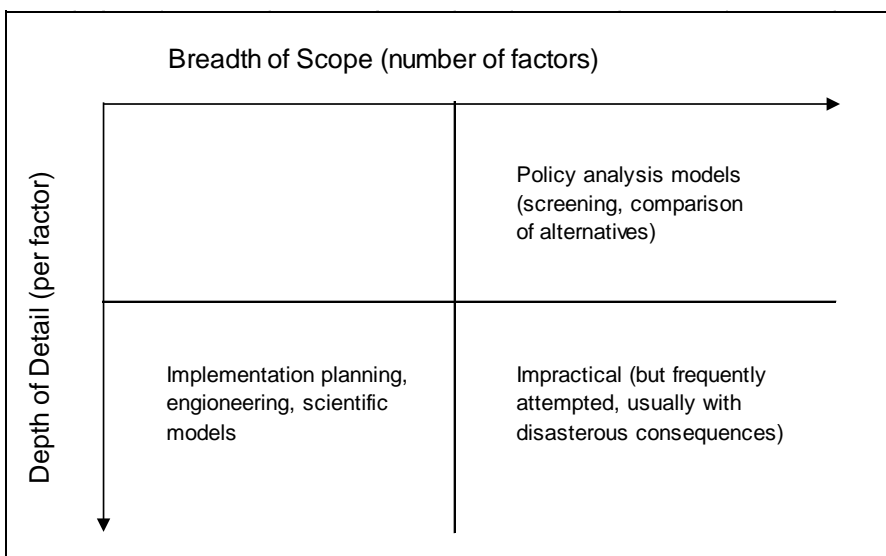 Breadth of Scope (number of factors)
Depth of Detail (per factor)
Policy analysis models
(screening, comparison
of alternatives)
Implementation planning,
engioneering, scientific
models
Impractical (but frequently
attempted, usually with
disasterous consequences)